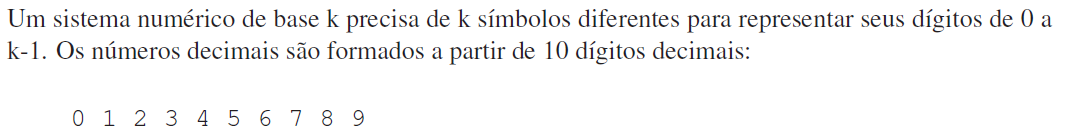 Um sistema numérico de base k precisa de k símbolos diferentes para representar seus dígitos de 0 a
k-1. Os números decimais são formados a partir de 10 dígitos decimais:
0 1 2 3 4 5 6 7 8 9